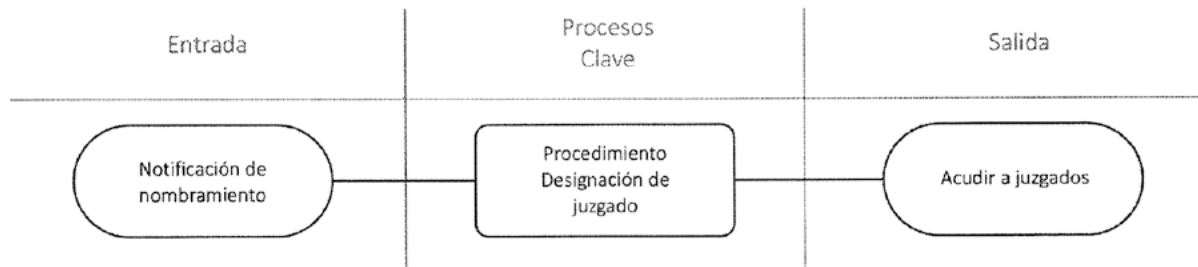 Entrada
Procesos
Clave
Salida
Notificación de
nombramiento
Procedimiento
Designación de
juzgado
Acudir a juzgados